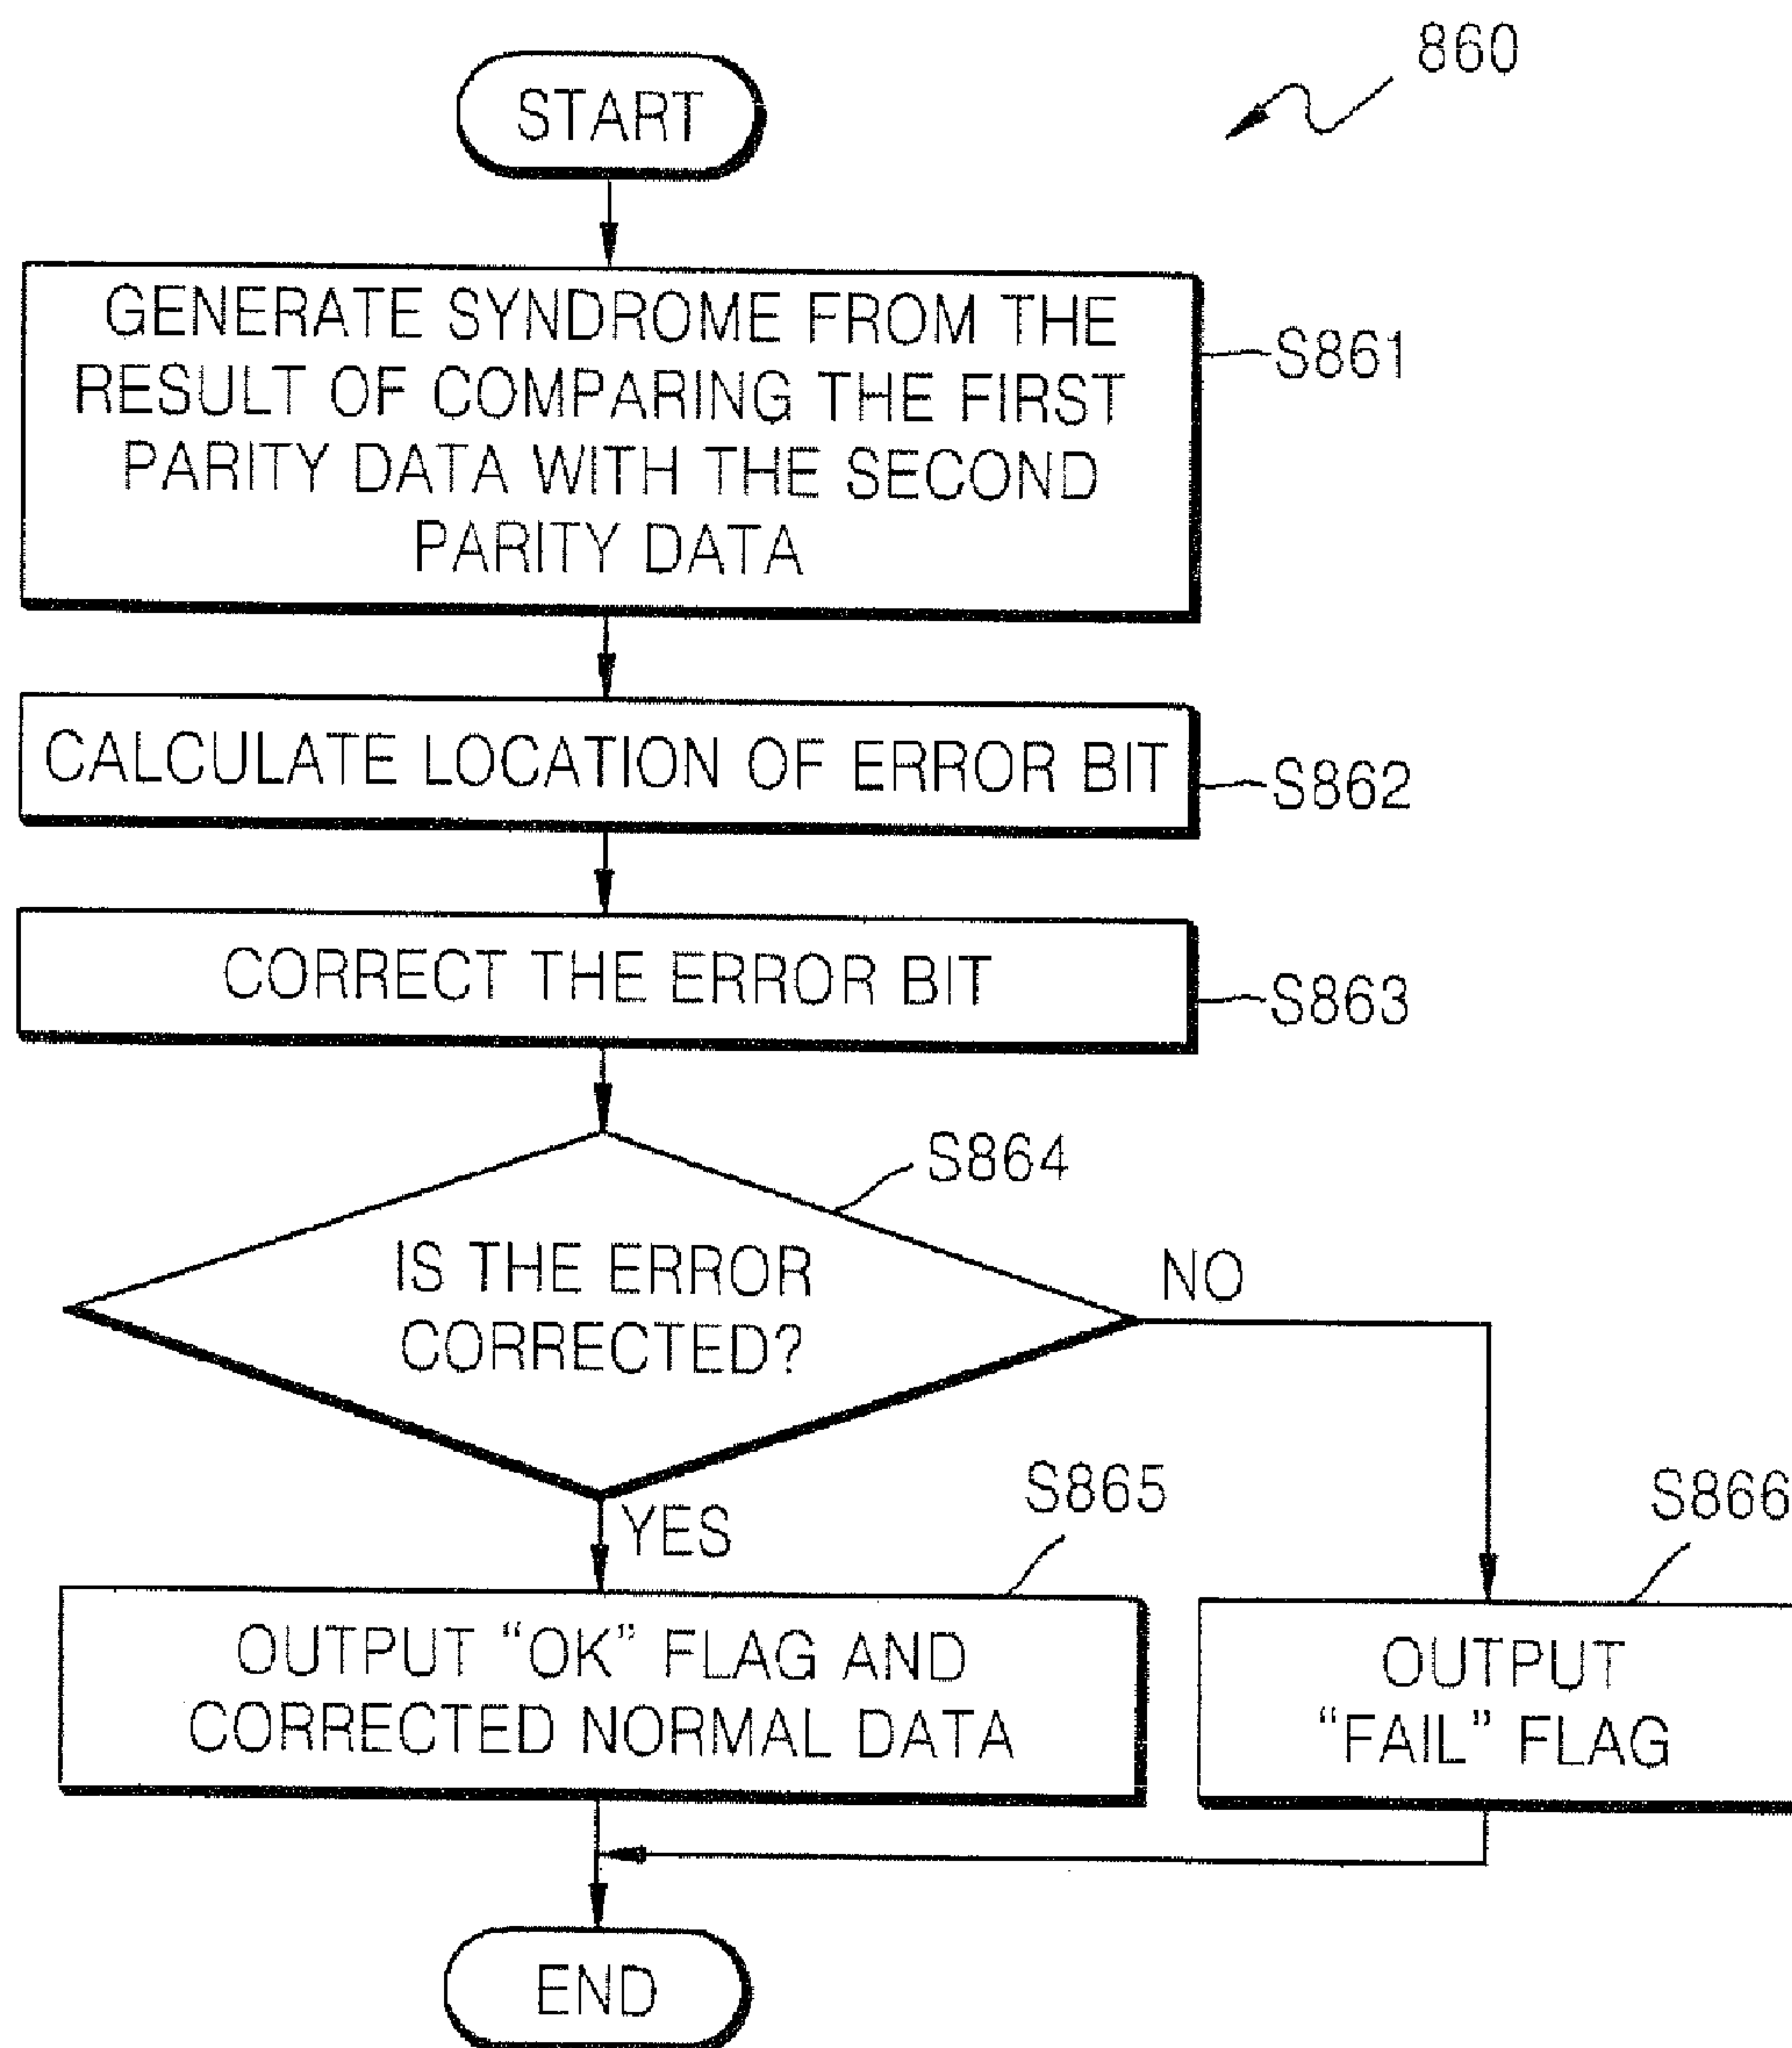 860
START
GENERATE SYNDROME FROM THE
RESULT OF COMPARING THE FIRST
PARITY DATA WITH THE SECOND
PARITY DATA
S861
CALCULATE LOCATION OF ERROR BIT
S862
CORRECT THE ERROR BIT
S863
S864
IS THE ERROR
CORRECTED?
NO
YES
S865
S866
OUTPUT “OK” FLAG AND
CORRECTED NORMAL DATA
OUTPUT
“FAIL” FLAG
END